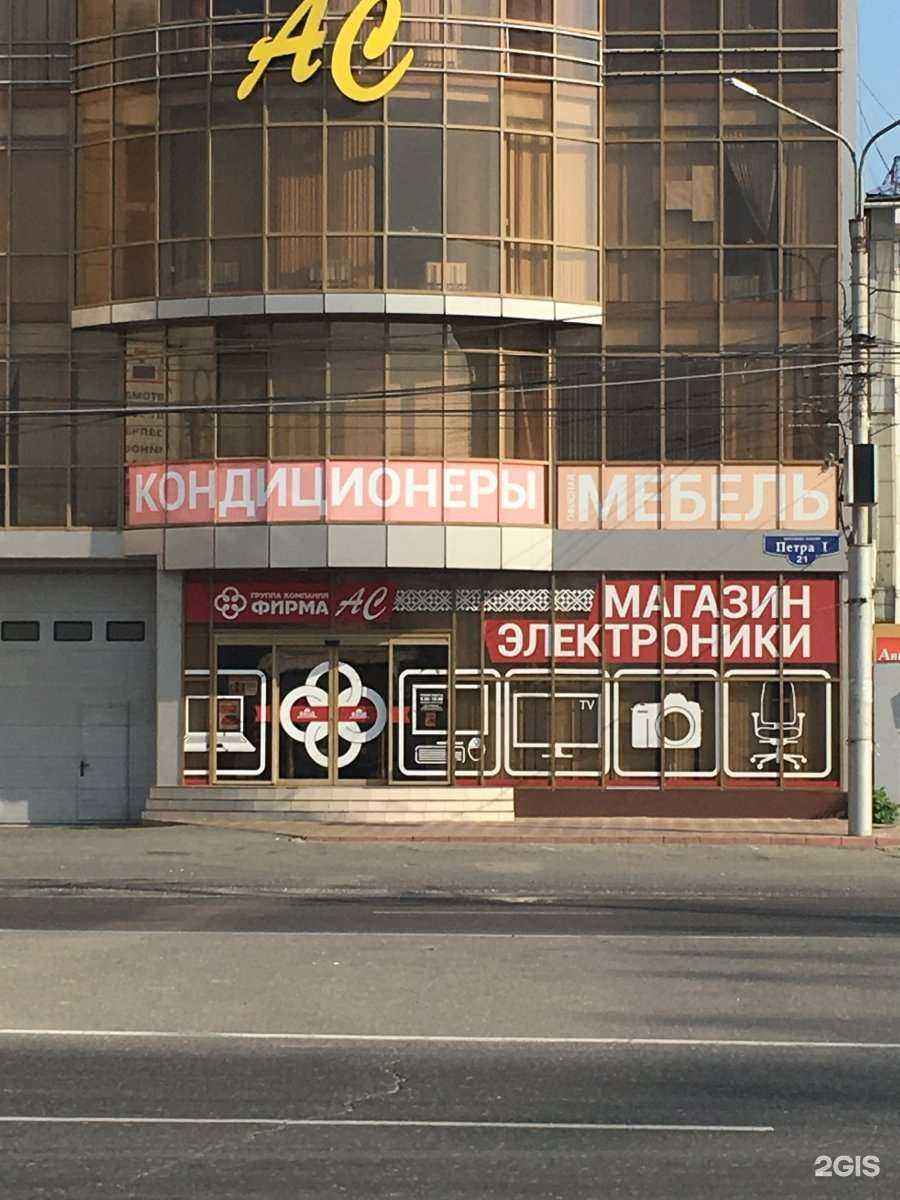 АС
КОНДИЦИОНЕРЫ
МЕБЕЛЬ
Петра I
21
ГРУППА КОМПАНИЙ
ФИРМА АС
МАГАЗИН
ЭЛЕКТРОНИКИ
TV
2GIS